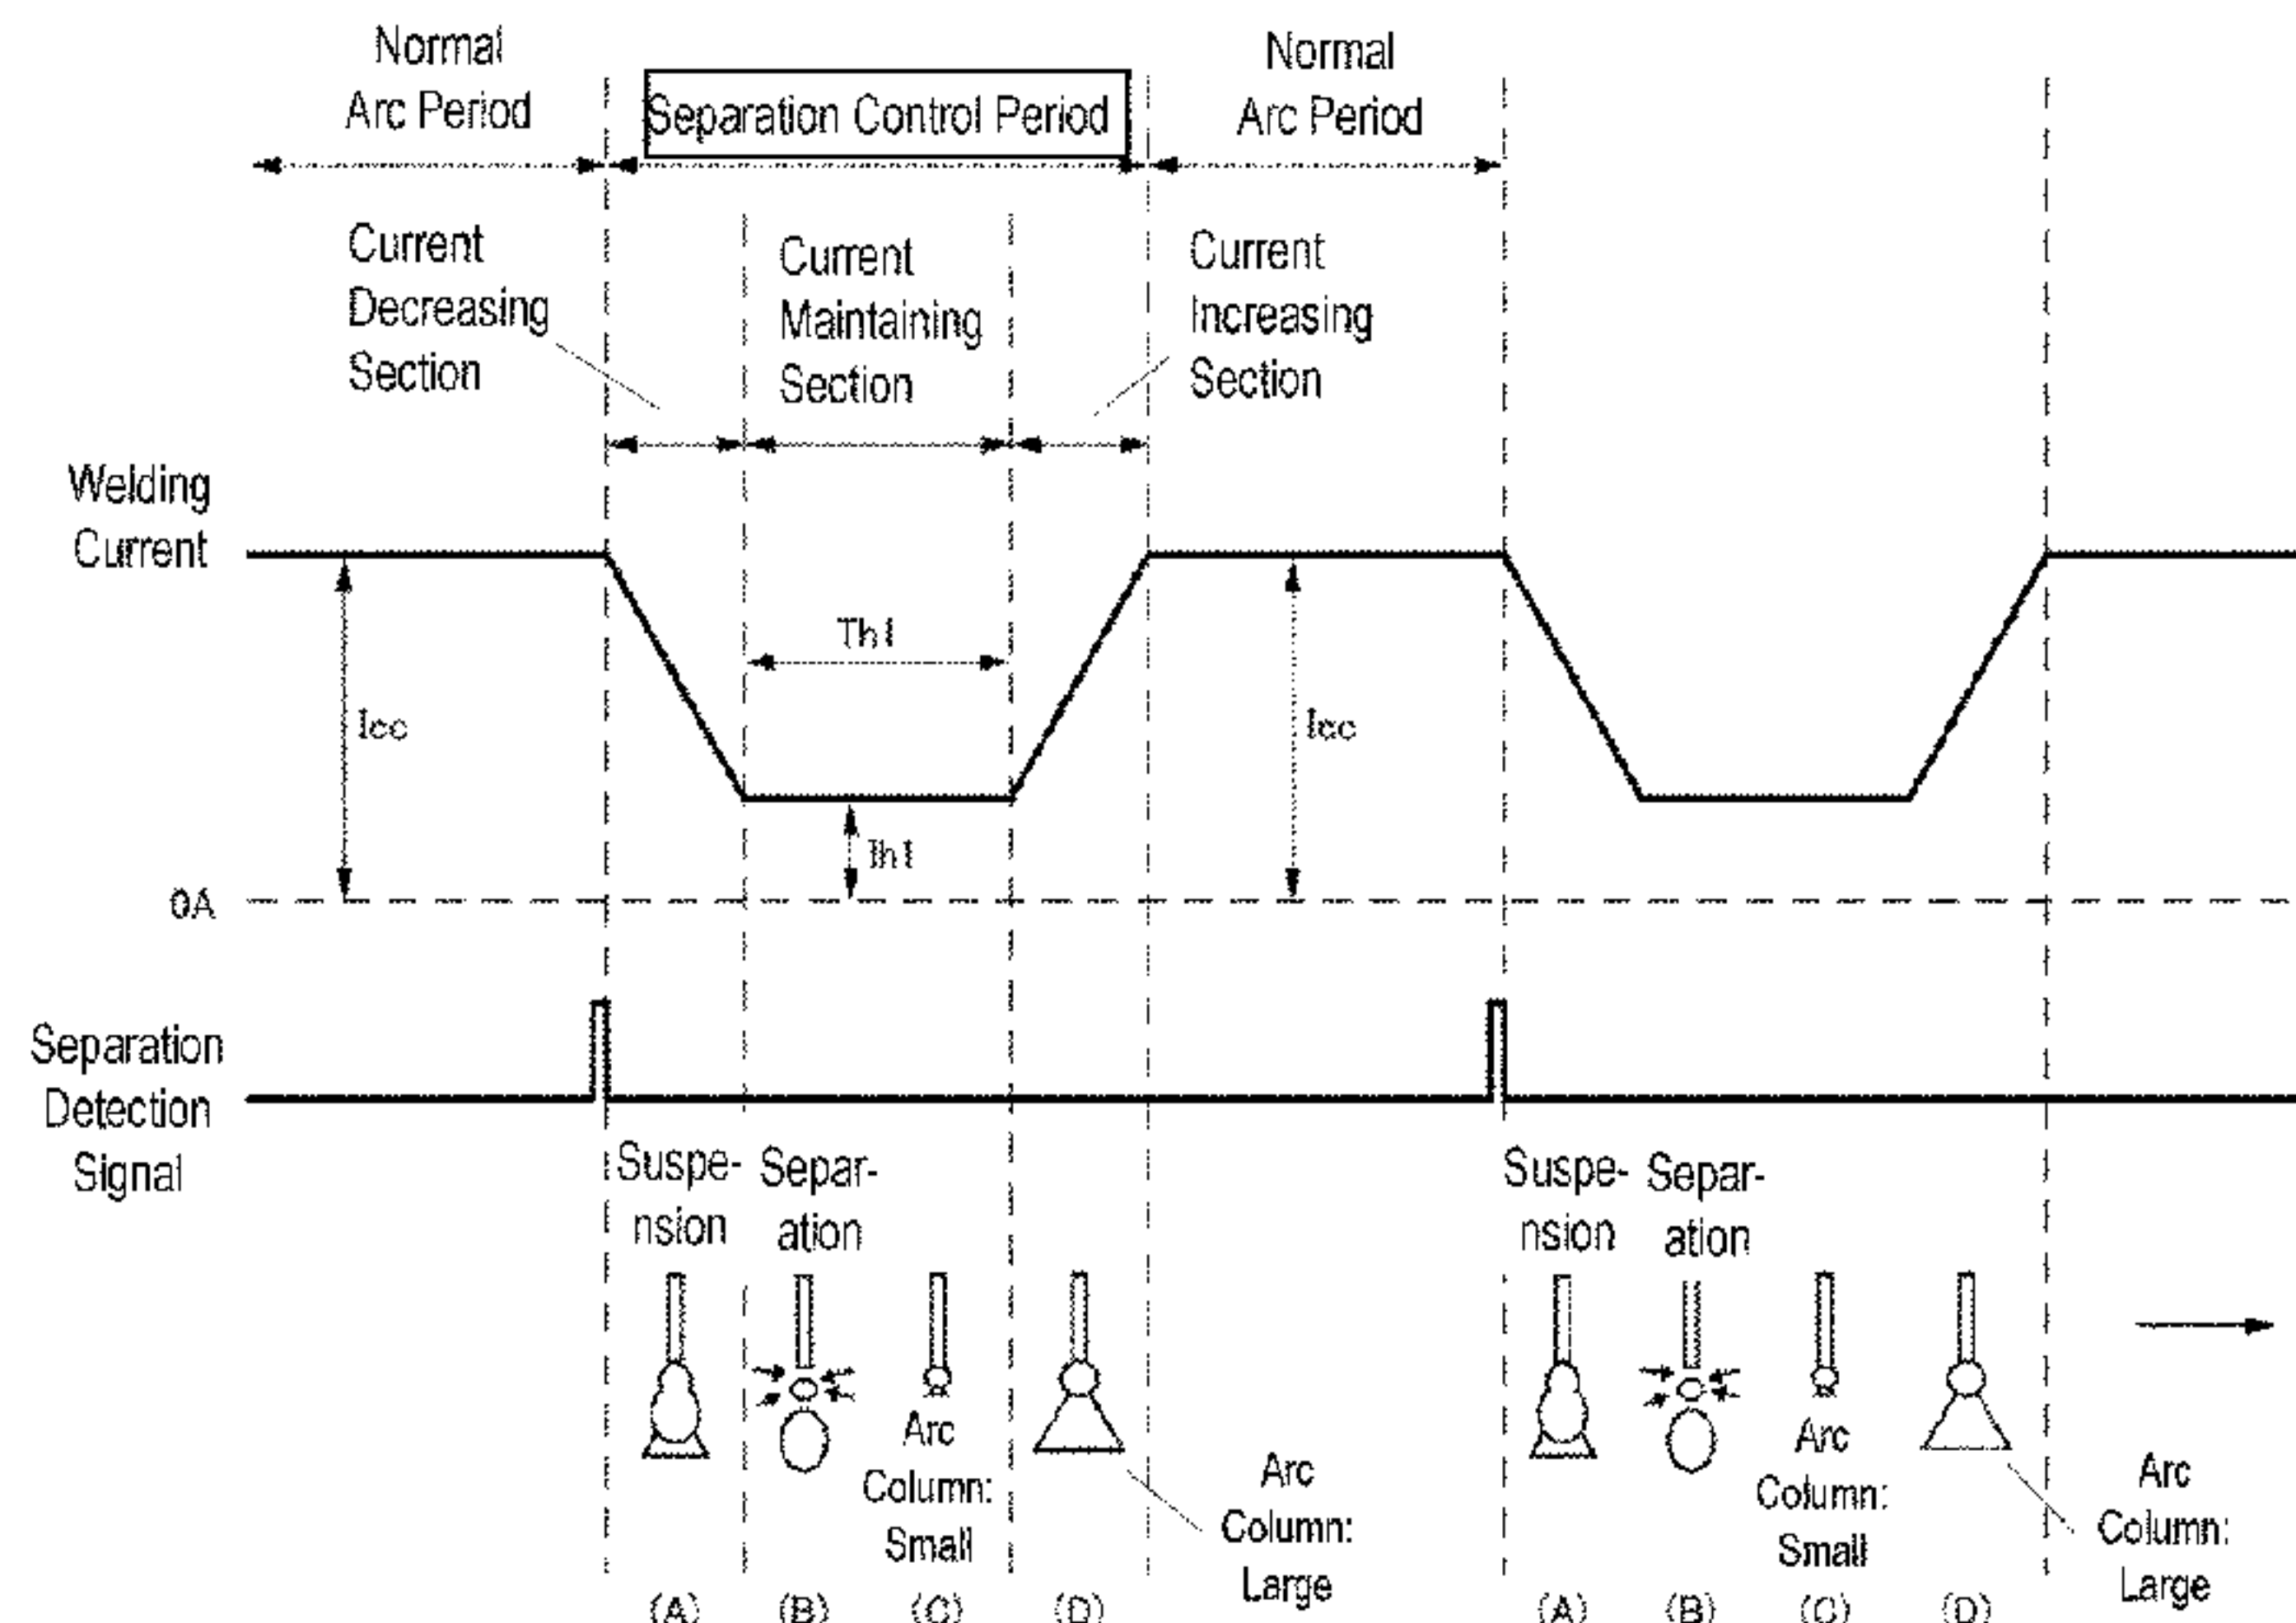 Normal
Arc Period
Separation Control Period
Normal
Arc Period
Current
Decreasing
Section
Current
Maintaining
Section
Current
Increasing
Section
Welding
Current
Th1
Icc
Icc
Ih1
0A
Separation
Detection
Signal
Suspe-
nsion
Separ-
ation
Suspe-
nsion
Separ-
ation
Arc
Column:
Small
Arc
Column:
Large
Arc
Column:
Small
Arc
Column:
Large
(A)
(B)
(C)
(D)
(A)
(B)
(C)
(D)